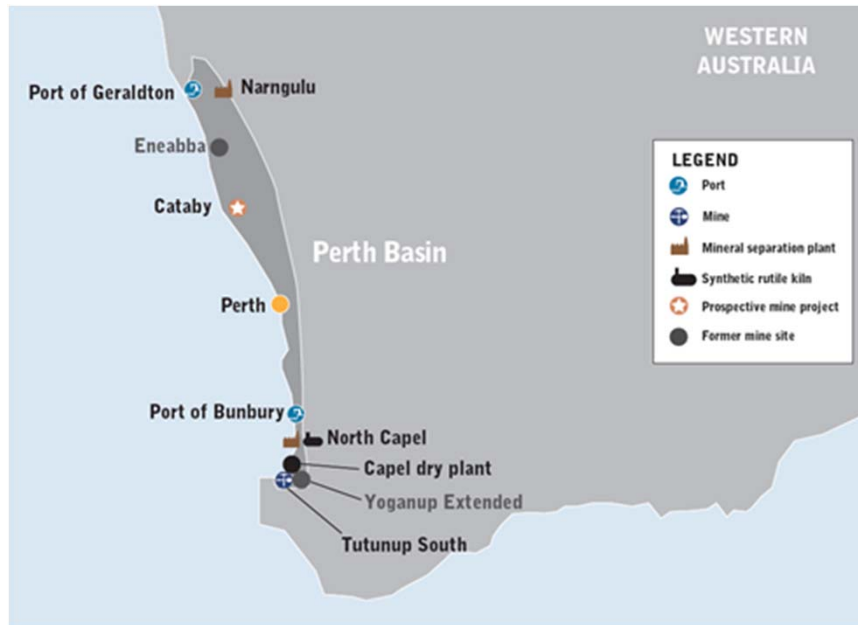 WESTERN
AUSTRALIA
Port of Geraldton
Narngulu
Eneabba
LEGEND
Port
Cataby
Mine
Perth Basin
Mineral separation plant
Synthetic rutile kiln
Perth
Prospective mine project
Former mine site
Port of Bunbury
North Capel
Capel dry plant
Yoganup Extended
Tutunup South